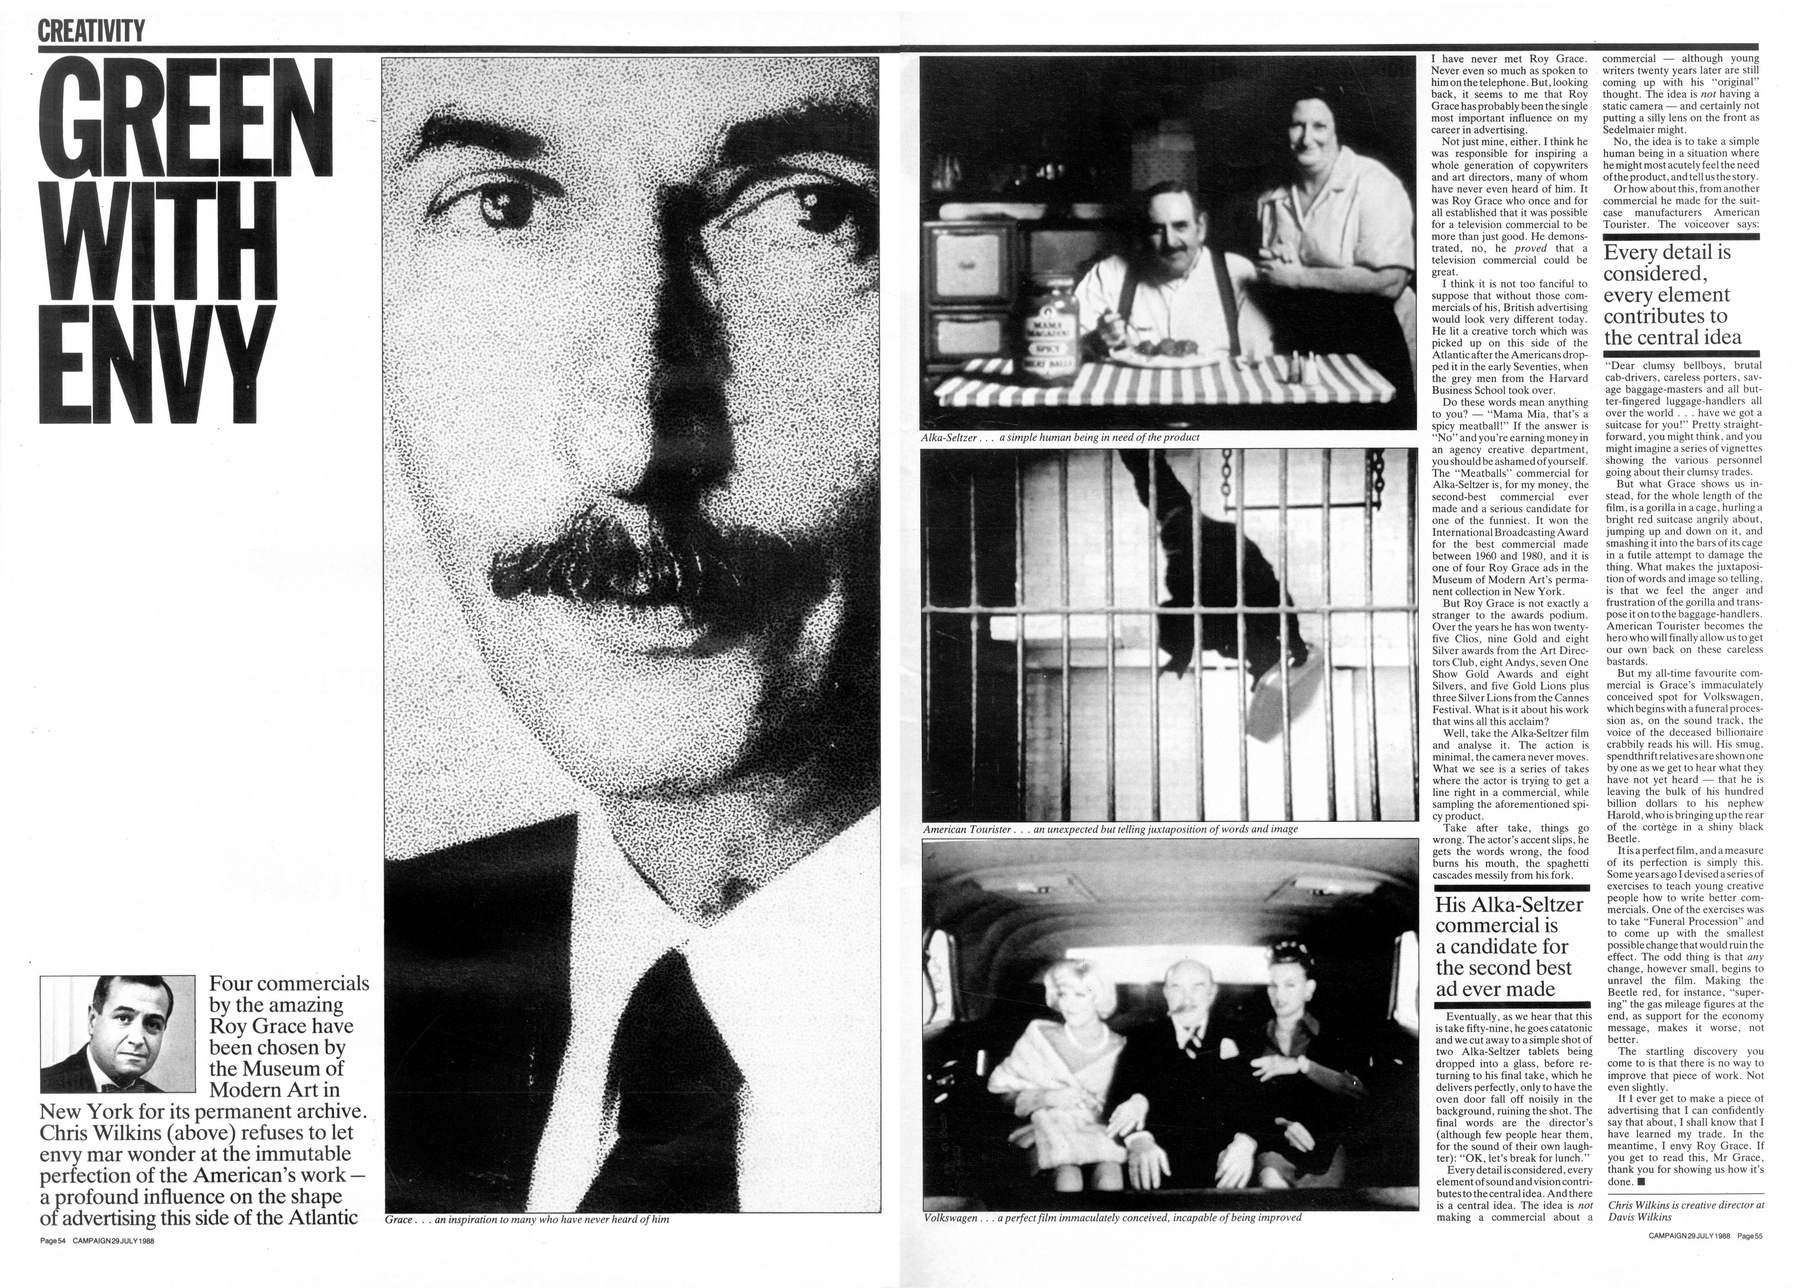 CREATIVITY
GREEN
WITH
ENVY
Four commercials
by the amazing
Roy Grace have
been chosen by
the Museum of
Modern Art in
New York for its permanent archive.
Chris Wilkins (above) refuses to let
envy mar wonder at the immutable
perfection of the American's work —
a profound influence on the shape
of advertising this side of the Atlantic
Page 54 CAMPAIGN 29 JULY 1988
Grace . . . an inspiration to many who have never heard of him
MAMA
MAGADINI
SPICY
MEAT BALLS
Alka-Seltzer . . . a simple human being in need of the product
American Tourister . . . an unexpected but telling juxtaposition of words and image
Volkswagen . . . a perfect film immaculately conceived, incapable of being improved
I have never met Roy Grace.
Never even so much as spoken to
him on the telephone. But, looking
back, it seems to me that Roy
Grace has probably been the single
most important influence on my
career in advertising.
Not just mine, either. I think he
was responsible for inspiring a
whole generation of copywriters
and art directors, many of whom
have never even heard of him. It
was Roy Grace who once and for
all established that it was possible
for a television commercial to be
more than just good. He demons-
trated, no, he proved that a
television commercial could be
great.
I think it is not too fanciful to
suppose that without those com-
mercials of his, British advertising
would look very different today.
He lit a creative torch which was
picked up on this side of the
Atlantic after the Americans drop-
ped it in the early Seventies, when
the grey men from the Harvard
Business School took over.
Do these words mean anything
to you? — "Mama Mia, that's a
spicy meatball!" If the answer is
"No" and you're earning money in
an agency creative department,
you should be ashamed of yourself.
The "Meatballs" commercial for
Alka-Seltzer is, for my money, the
second-best commercial ever
made and a serious candidate for
one of the funniest. It won the
International Broadcasting Award
for the best commercial made
between 1960 and 1980, and it is
one of four Roy Grace ads in the
Museum of Modern Art's perma-
nent collection in New York.
But Roy Grace is not exactly a
stranger to the awards podium.
Over the years he has won twenty-
five Clios, nine Gold and eight
Silver awards from the Art Direc-
tors Club, eight Andys, seven One
Show Gold Awards and eight
Silvers, and five Gold Lions plus
three Silver Lions from the Cannes
Festival. What is it about his work
that wins all this acclaim?
Well, take the Alka-Seltzer film
and analyse it. The action is
minimal, the camera never moves.
What we see is a series of takes
where the actor is trying to get a
line right in a commercial, while
sampling the aforementioned spi-
cy product.
Take after take, things go
wrong. The actor's accent slips, he
gets the words wrong, the food
burns his mouth, the spaghetti
cascades messily from his fork.
His Alka-Seltzer
commercial is
a candidate for
the second best
ad ever made
Eventually, as we hear that this
is take fifty-nine, he goes catatonic
and we cut away to a simple shot of
two Alka-Seltzer tablets being
dropped into a glass, before re-
turning to his final take, which he
delivers perfectly, only to have the
oven door fall off noisily in the
background, ruining the shot. The
final words are the director's
(although few people hear them,
for the sound of their own laugh-
ter): "OK, let's break for lunch."
Every detail is considered, every
element of sound and vision contri-
butes to the central idea. And there
is a central idea. The idea is not
making a commercial about a
commercial — although young
writers twenty years later are still
coming up with his "original"
thought. The idea is not having a
static camera — and certainly not
putting a silly lens on the front as
Sedelmaier might.
No, the idea is to take a simple
human being in a situation where
he might most acutely feel the need
of the product, and tell us the story.
Or how about this, from another
commercial he made for the suit-
case manufacturers American
Tourister. The voiceover says:
Every detail is
considered,
every element
contributes to
the central idea
"Dear clumsy bellboys, brutal
cab-drivers, careless porters, sav-
age baggage-masters and all but-
ter-fingered luggage-handlers all
over the world . . . have we got a
suitcase for you!" Pretty straight-
forward, you might think, and you
might imagine a series of vignettes
showing the various personnel
going about their clumsy trades.
But what Grace shows us in-
stead, for the whole length of the
film, is a gorilla in a cage, hurling a
bright red suitcase angrily about,
jumping up and down on it, and
smashing it into the bars of its cage
in a futile attempt to damage the
thing. What makes the juxtaposi-
tion of words and image so telling,
is that we feel the anger and
frustration of the gorilla and trans-
pose it on to the baggage-handlers.
American Tourister becomes the
hero who will finally allow us to get
our own back on these careless
bastards.
But my all-time favourite com-
mercial is Grace's immaculately
conceived spot for Volkswagen,
which begins with a funeral proces-
sion as, on the sound track, the
voice of the deceased billionaire
crabbily reads his will. His smug,
spendthrift relatives are shown one
by one as we get to hear what they
have not yet heard — that he is
leaving the bulk of his hundred
billion dollars to his nephew
Harold, who is bringing up the rear
of the cortège in a shiny black
Beetle.
It is a perfect film, and a measure
of its perfection is simply this.
Some years ago I devised a series of
exercises to teach young creative
people how to write better com-
mercials. One of the exercises was
to take "Funeral Procession" and
to come up with the smallest
possible change that would ruin the
effect. The odd thing is that any
change, however small, begins to
unravel the film. Making the
Beetle red, for instance, "super-
ing" the gas mileage figures at the
end, as support for the economy
message, makes it worse, not
better.
The startling discovery you
come to is that there is no way to
improve that piece of work. Not
even slightly.
If I ever get to make a piece of
advertising that I can confidently
say that about, I shall know that I
have learned my trade. In the
meantime, I envy Roy Grace. If
you get to read this, Mr Grace,
thank you for showing us how it's
done. ■
Chris Wilkins is creative director at
Davis Wilkins
CAMPAIGN 29 JULY 1988 Page 55